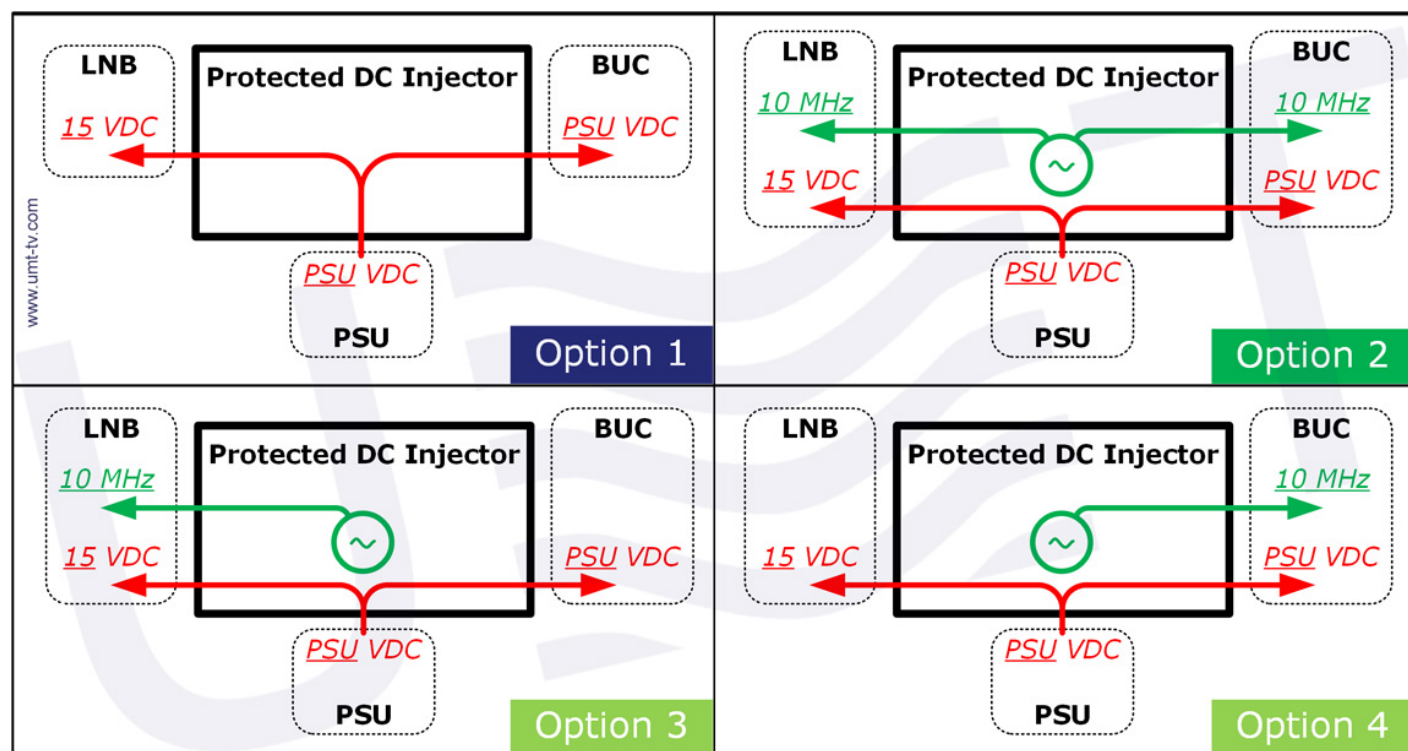 LNB
Protected DC Injector
BUC
15 VDC
PSU VDC
PSU VDC
PSU
www.umt-tv.com
Option 1
LNB
Protected DC Injector
BUC
10 MHz
10 MHz
15 VDC
PSU VDC
PSU VDC
PSU
Option 2
LNB
Protected DC Injector
BUC
10 MHz
15 VDC
PSU VDC
PSU VDC
PSU
Option 3
LNB
Protected DC Injector
BUC
10 MHz
15 VDC
PSU VDC
PSU VDC
PSU
Option 4